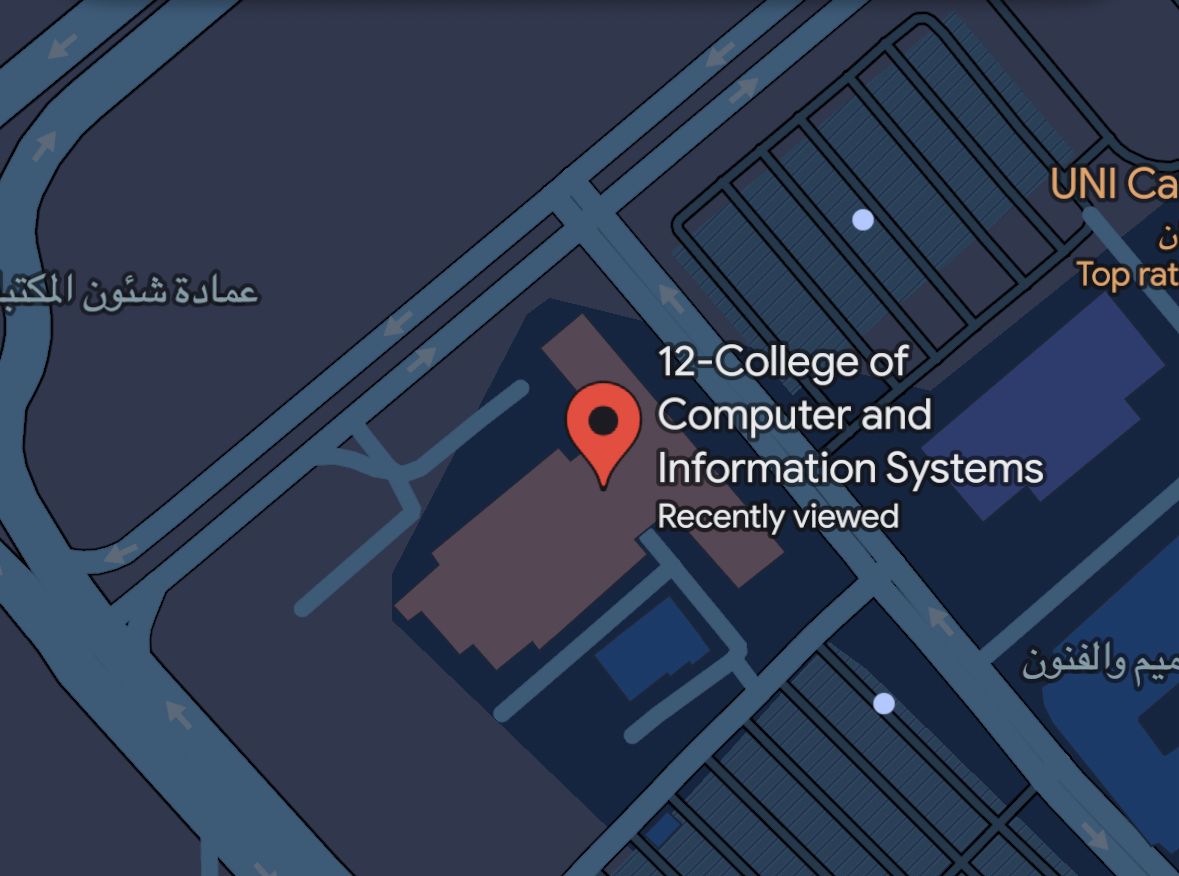 UNI Ca
ن
Top rat
عمادة شئون المكتبا
12-College of
Computer and
Information Systems
Recently viewed
ميم والفنون